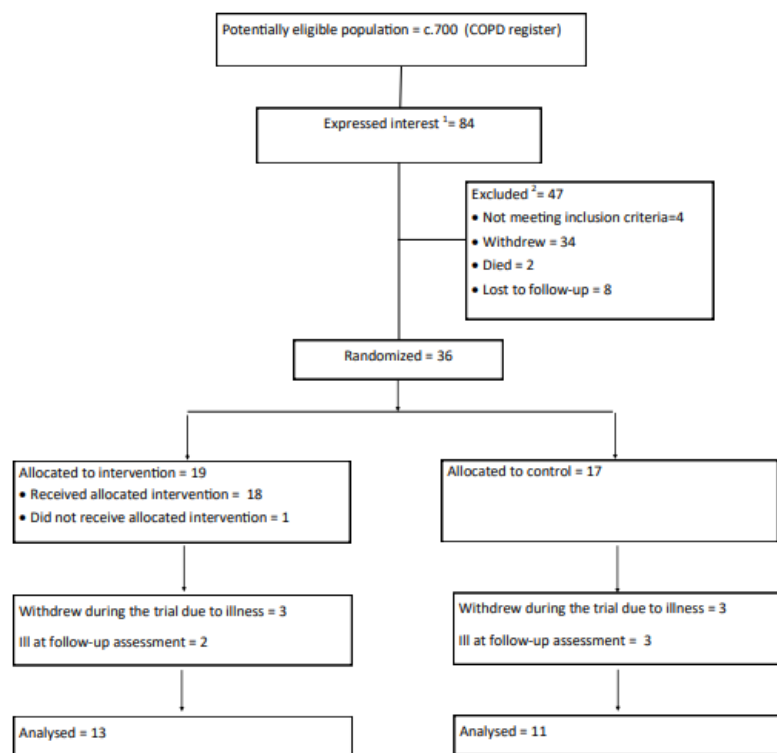 Potentially eligible population = c.700 (COPD register)
Expressed interest ¹= 84
Excluded ²= 47
• Not meeting inclusion criteria=4
• Withdrew = 34
• Died = 2
• Lost to follow-up = 8
Randomized = 36
Allocated to intervention = 19
• Received allocated intervention = 18
• Did not receive allocated intervention = 1
Allocated to control = 17
Withdrew during the trial due to illness = 3
Ill at follow-up assessment = 2
Withdrew during the trial due to illness = 3
Ill at follow-up assessment = 3
Analysed = 13
Analysed = 11